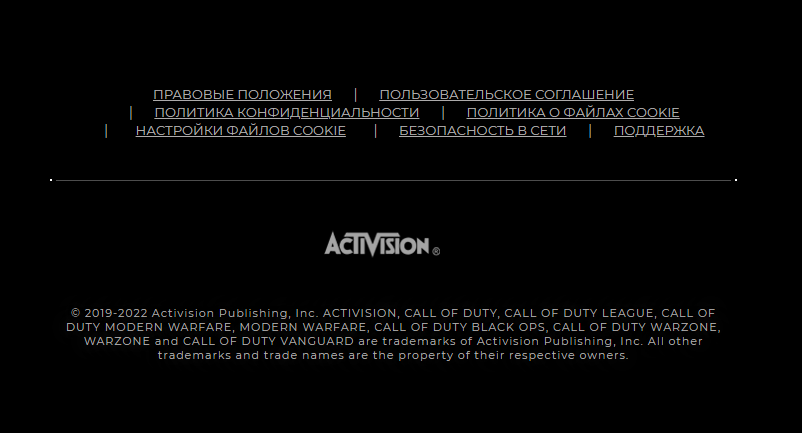 ПРАВОВЫЕ ПОЛОЖЕНИЯ | ПОЛЬЗОВАТЕЛЬСКОЕ СОГЛАШЕНИЕ
| ПОЛИТИКА КОНФИДЕНЦИАЛЬНОСТИ | ПОЛИТИКА О ФАЙЛАХ COOKIE
| НАСТРОЙКИ ФАЙЛОВ COOKIE | БЕЗОПАСНОСТЬ В СЕТИ | ПОДДЕРЖКА
ACTIVISION®
© 2019-2022 Activision Publishing, Inc. ACTIVISION, CALL OF DUTY, CALL OF DUTY LEAGUE, CALL OF
DUTY MODERN WARFARE, MODERN WARFARE, CALL OF DUTY BLACK OPS, CALL OF DUTY WARZONE,
WARZONE and CALL OF DUTY VANGUARD are trademarks of Activision Publishing, Inc. All other
trademarks and trade names are the property of their respective owners.